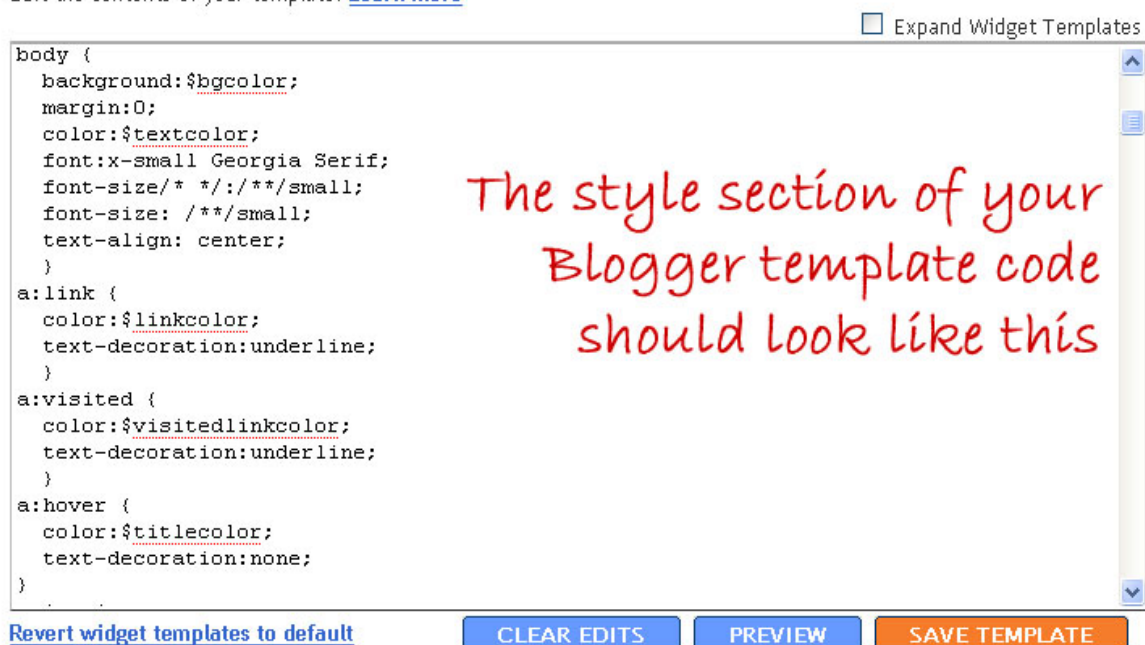 Expand Widget Templates
body {
background:$bgcolor;
margin:0;
color:$textcolor;
font:x-small Georgia Serif;
font-size/* */:/**/small;
font-size: /**/small;
text-align: center;
}
a:link {
color:$linkcolor;
text-decoration:underline;
}
a:visited {
color:$visitedlinkcolor;
text-decoration:underline;
}
a:hover {
color:$titlecolor;
text-decoration:none;
}
The style section of your
Blogger template code
should look like this
Revert widget templates to default
CLEAR EDITS
PREVIEW
SAVE TEMPLATE